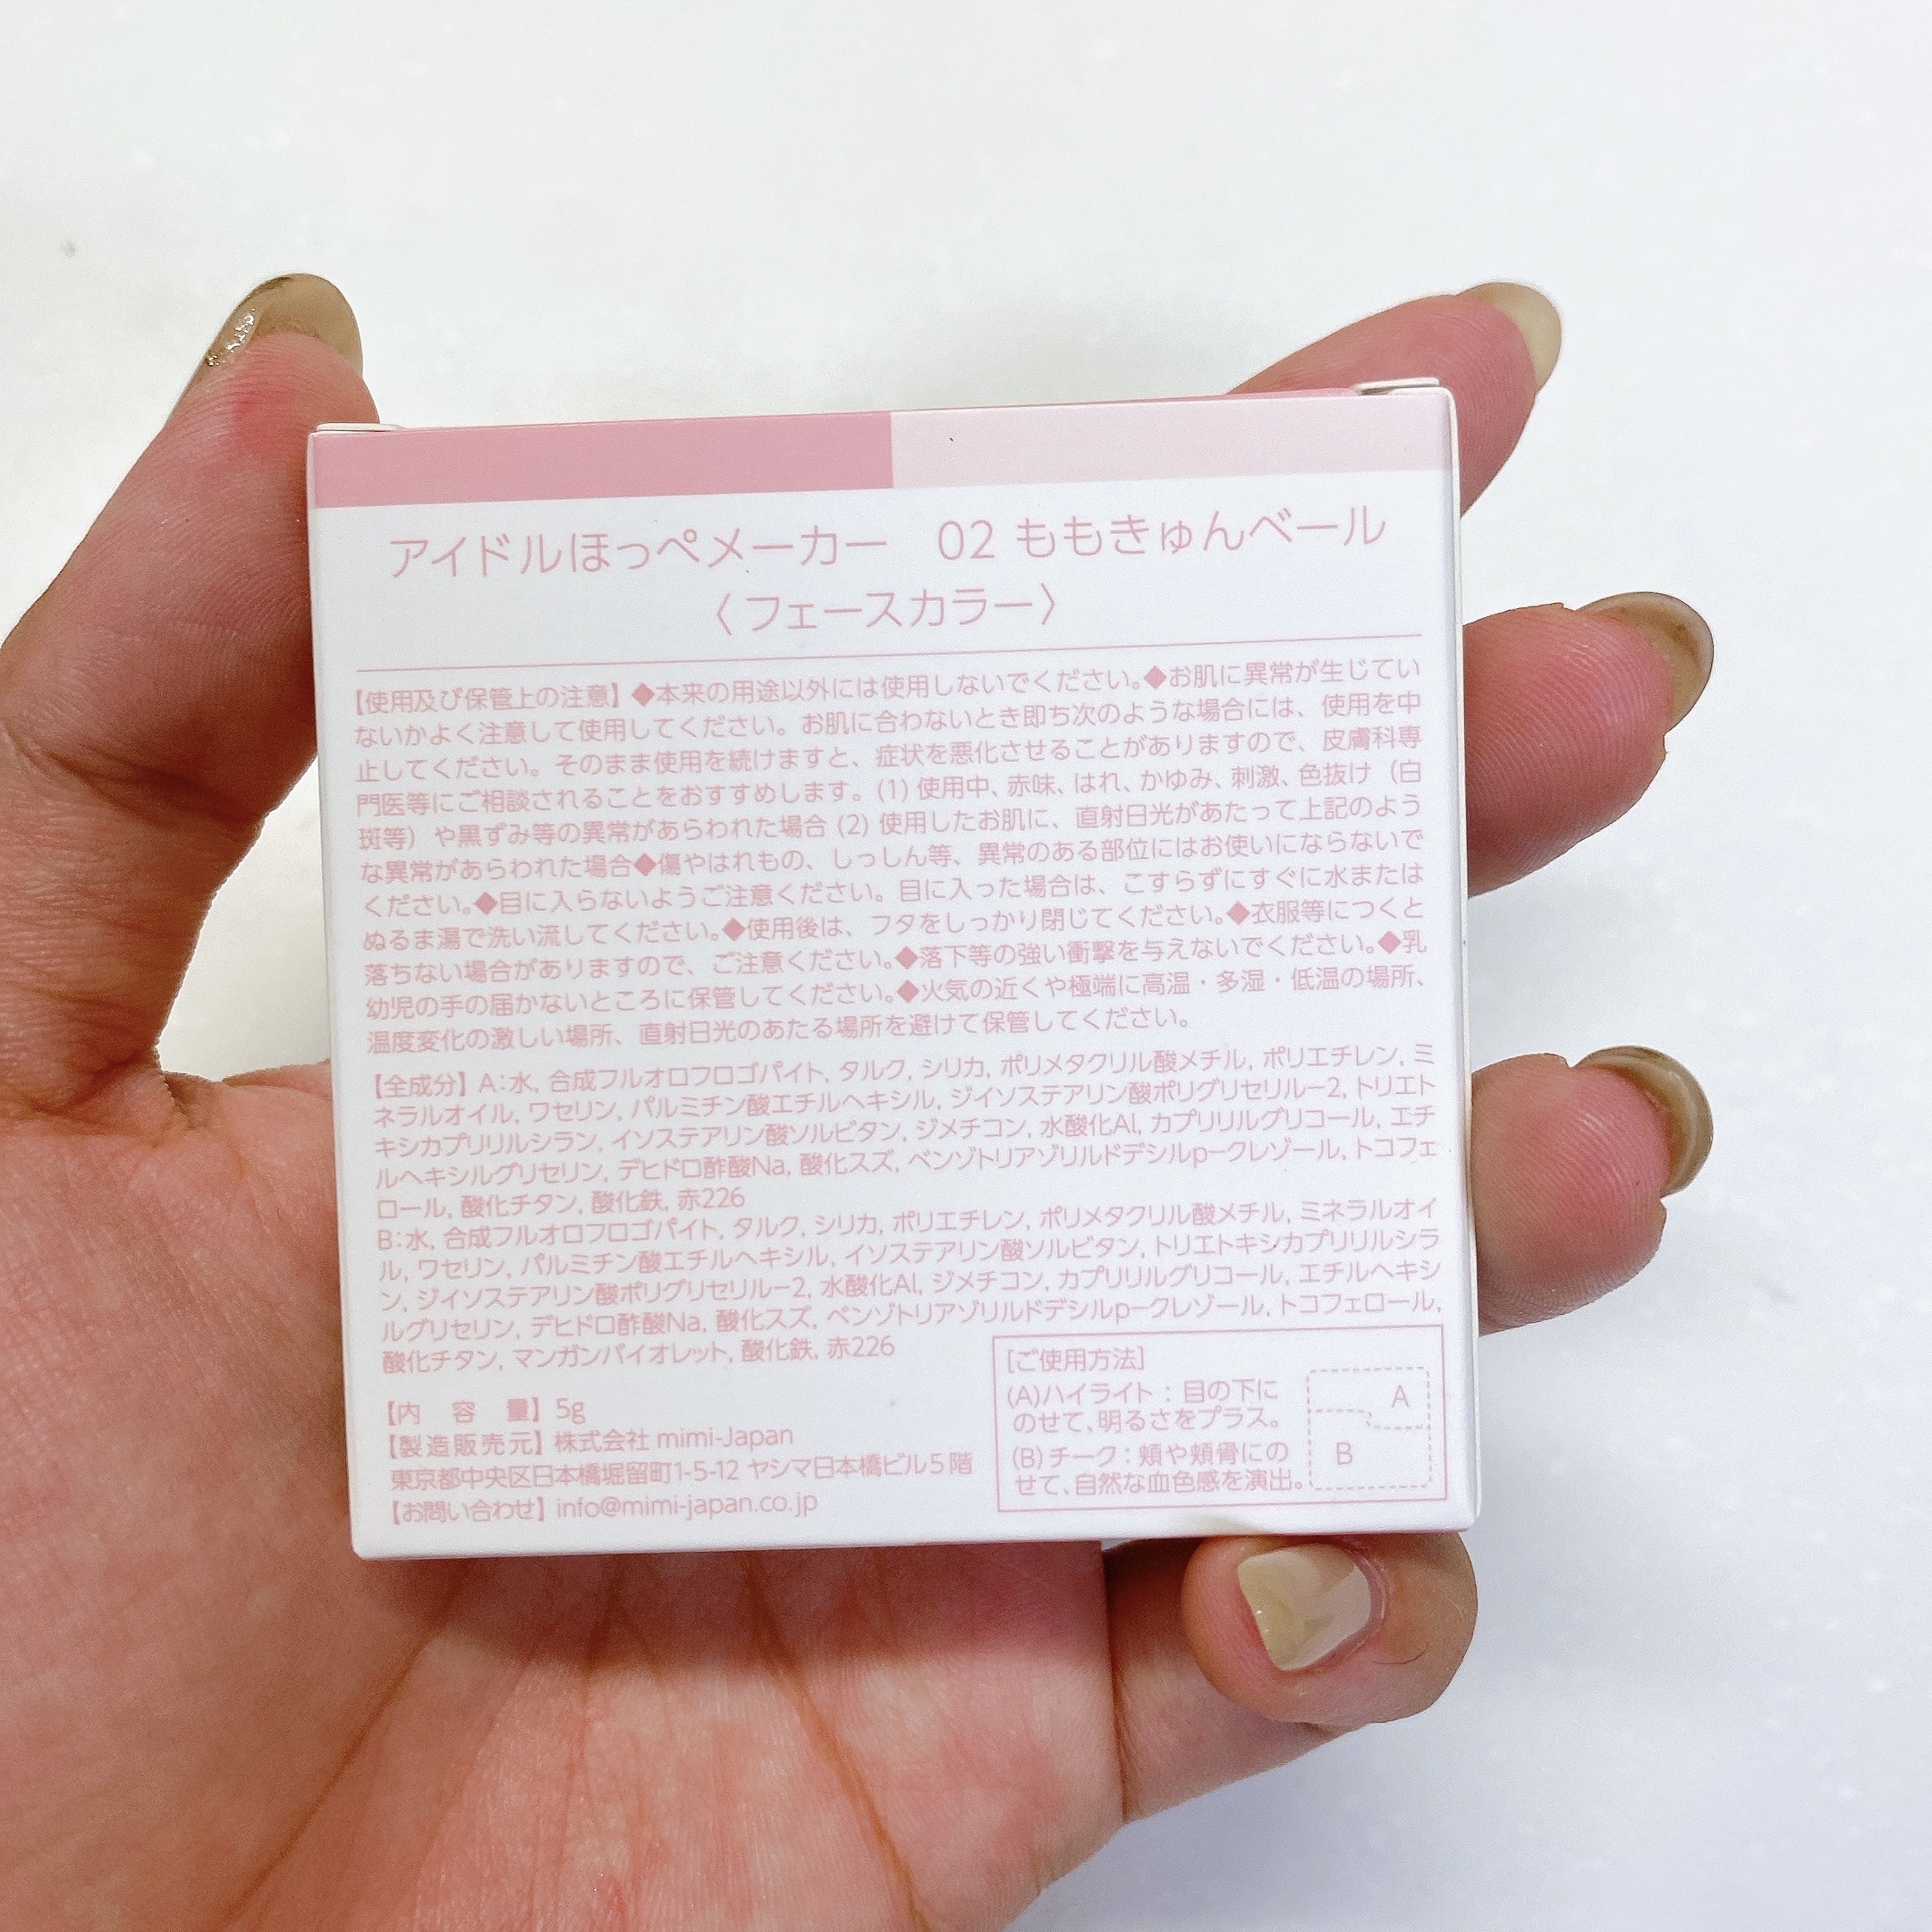 アイドルほっぺメーカー　02 ももきゅんベール
〈フェースカラー〉
【使用及び保管上の注意】◆本来の用途以外には使用しないでください。◆お肌に異常が生じてい
ないかよく注意して使用してください。お肌に合わないとき即ち次のような場合には、使用を中
止してください。そのまま使用を続けますと、症状を悪化させることがありますので、皮膚科専
門医等にご相談されることをおすすめします。(1) 使用中、赤味、はれ、かゆみ、刺激、色抜け（白
斑等）や黒ずみ等の異常があらわれた場合 (2) 使用したお肌に、直射日光があたって上記のよう
な異常があらわれた場合◆傷やはれもの、しっしん等、異常のある部位にはお使いにならないで
ください。◆目に入らないようご注意ください。目に入った場合は、こすらずにすぐに水または
ぬるま湯で洗い流してください。◆使用後は、フタをしっかり閉じてください。◆衣服等につくと
落ちない場合がありますので、ご注意ください。◆落下等の強い衝撃を与えないでください。◆乳
幼児の手の届かないところに保管してください。◆火気の近くや極端に高温・多湿・低温の場所、
温度変化の激しい場所、直射日光のあたる場所を避けて保管してください。
【全成分】A：水, 合成フルオロフロゴパイト, タルク, シリカ, ポリメタクリル酸メチル, ポリエチレン, ミ
ネラルオイル, ワセリン, パルミチン酸エチルヘキシル, ジイソステアリン酸ポリグリセリル－2, トリエト
キシカプリリルシラン, イソステアリン酸ソルビタン, ジメチコン, 水酸化Al, カプリリルグリコール, エチ
ルヘキシルグリセリン, デヒドロ酢酸Na, 酸化スズ, ベンゾトリアゾリルドデシルp－クレゾール, トコフェ
ロール, 酸化チタン, 酸化鉄, 赤226
B：水, 合成フルオロフロゴパイト, タルク, シリカ, ポリエチレン, ポリメタクリル酸メチル, ミネラルオイ
ル, ワセリン, パルミチン酸エチルヘキシル, イソステアリン酸ソルビタン, トリエトキシカプリリルシラ
ン, ジイソステアリン酸ポリグリセリル－2, 水酸化Al, ジメチコン, カプリリルグリコール, エチルヘキシ
ルグリセリン, デヒドロ酢酸Na, 酸化スズ, ベンゾトリアゾリルドデシルp－クレゾール, トコフェロール,
酸化チタン, マンガンバイオレット, 酸化鉄, 赤226
【内　容　量】5g
【製造販売元】株式会社 mimi-Japan
東京都中央区日本橋堀留町1-5-12 ヤシマ日本橋ビル5階
【お問い合わせ】info@mimi-japan.co.jp
[ご使用方法]
(A)ハイライト：目の下に
のせて、明るさをプラス。
(B)チーク：頬や頬骨にの
せて、自然な血色感を演出。
A
B